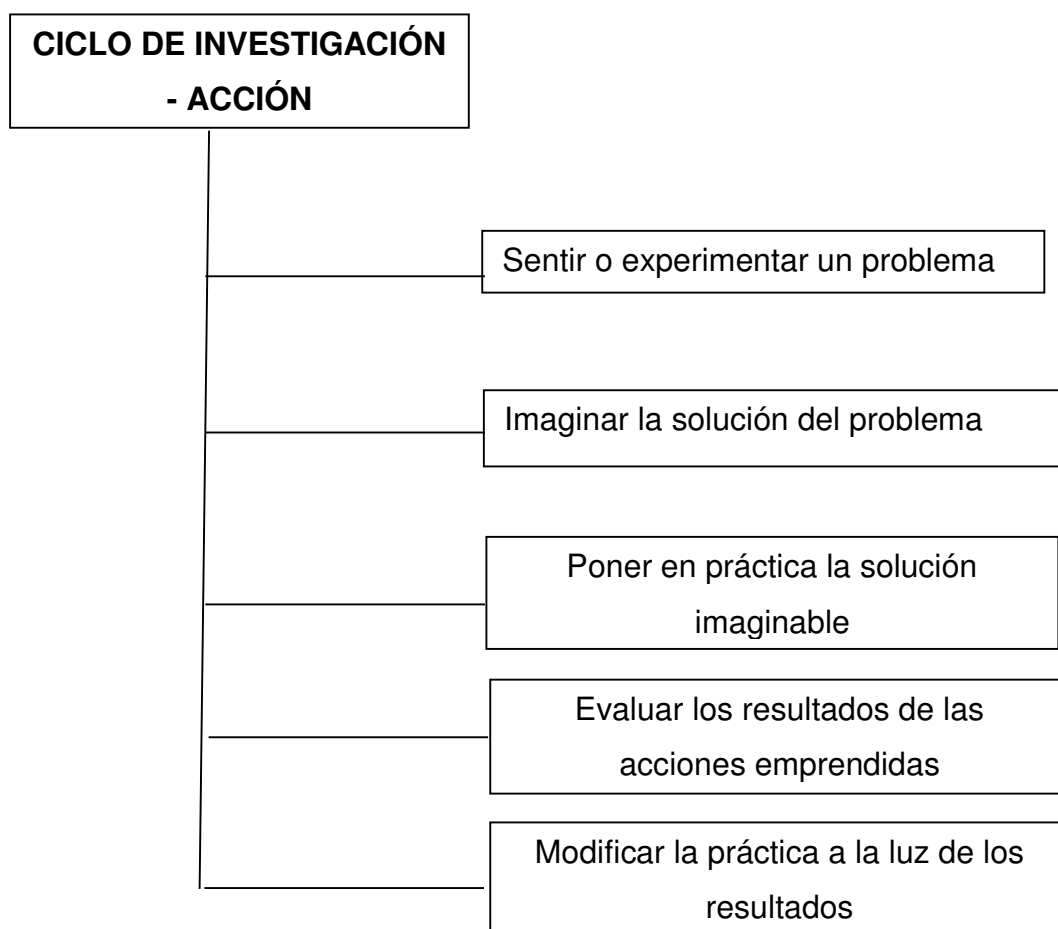 CICLO DE INVESTIGACIÓN
- ACCIÓN
Sentir o experimentar un problema
Imaginar la solución del problema
Poner en práctica la solución
imaginable
Evaluar los resultados de las
acciones emprendidas
Modificar la práctica a la luz de los
resultados